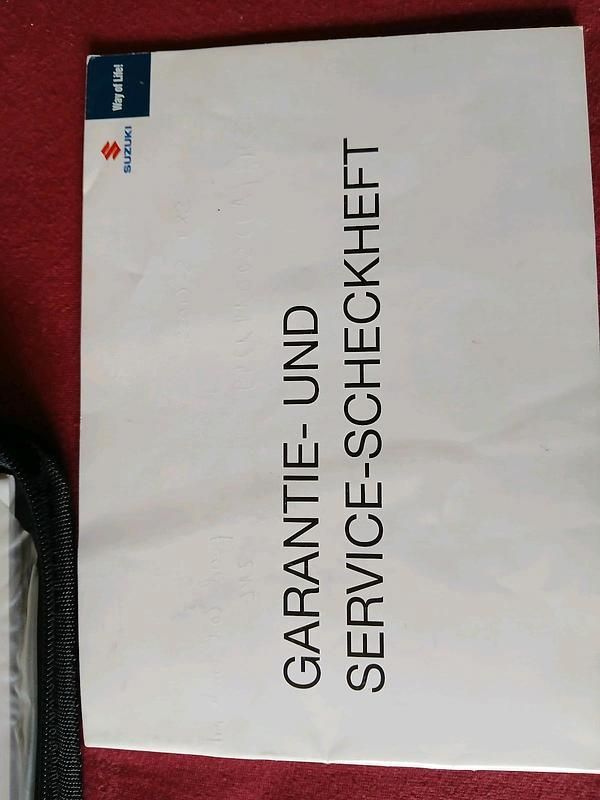 Way of Life!
SUZUKI
GARANTIE- UND
SERVICE-SCHECKHEFT